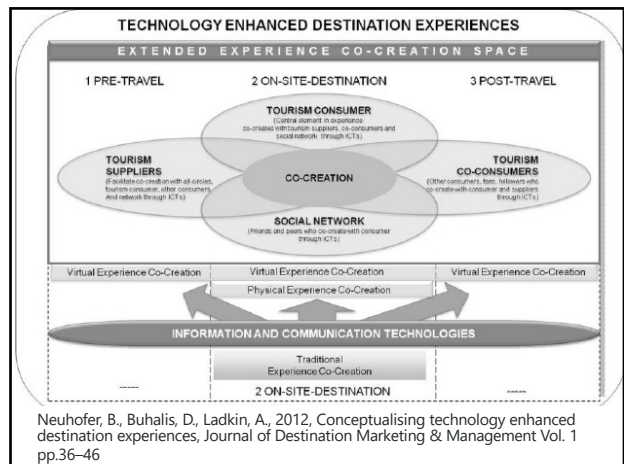 TECHNOLOGY ENHANCED DESTINATION EXPERIENCES
EXTENDED EXPERIENCE CO-CREATION SPACE
1 PRE-TRAVEL
2 ON-SITE-DESTINATION
3 POST-TRAVEL
TOURISM CONSUMER
(Central element in experience:
co-creates with tourism suppliers, co-consumers and
social network through ICTs)
TOURISM
SUPPLIERS
(Facilitate co-creation with all circles,
tourism consumer, other consumers.
And network through ICTs)
CO-CREATION
TOURISM
CO-CONSUMERS
(Other consumers, fans, followers who
co-create with consumer and suppliers
through ICTs)
SOCIAL NETWORK
(Friends and peers who co-create with consumer
through ICTs)
Virtual Experience Co-Creation
Virtual Experience Co-Creation
Virtual Experience Co-Creation
Physical Experience Co-Creation
INFORMATION AND COMMUNICATION TECHNOLOGIES
Traditional
Experience Co-Creation
-----
2 ON-SITE-DESTINATION
-----
Neuhofer, B., Buhalis, D., Ladkin, A., 2012, Conceptualising technology enhanced
destination experiences, Journal of Destination Marketing & Management Vol. 1
pp.36–46